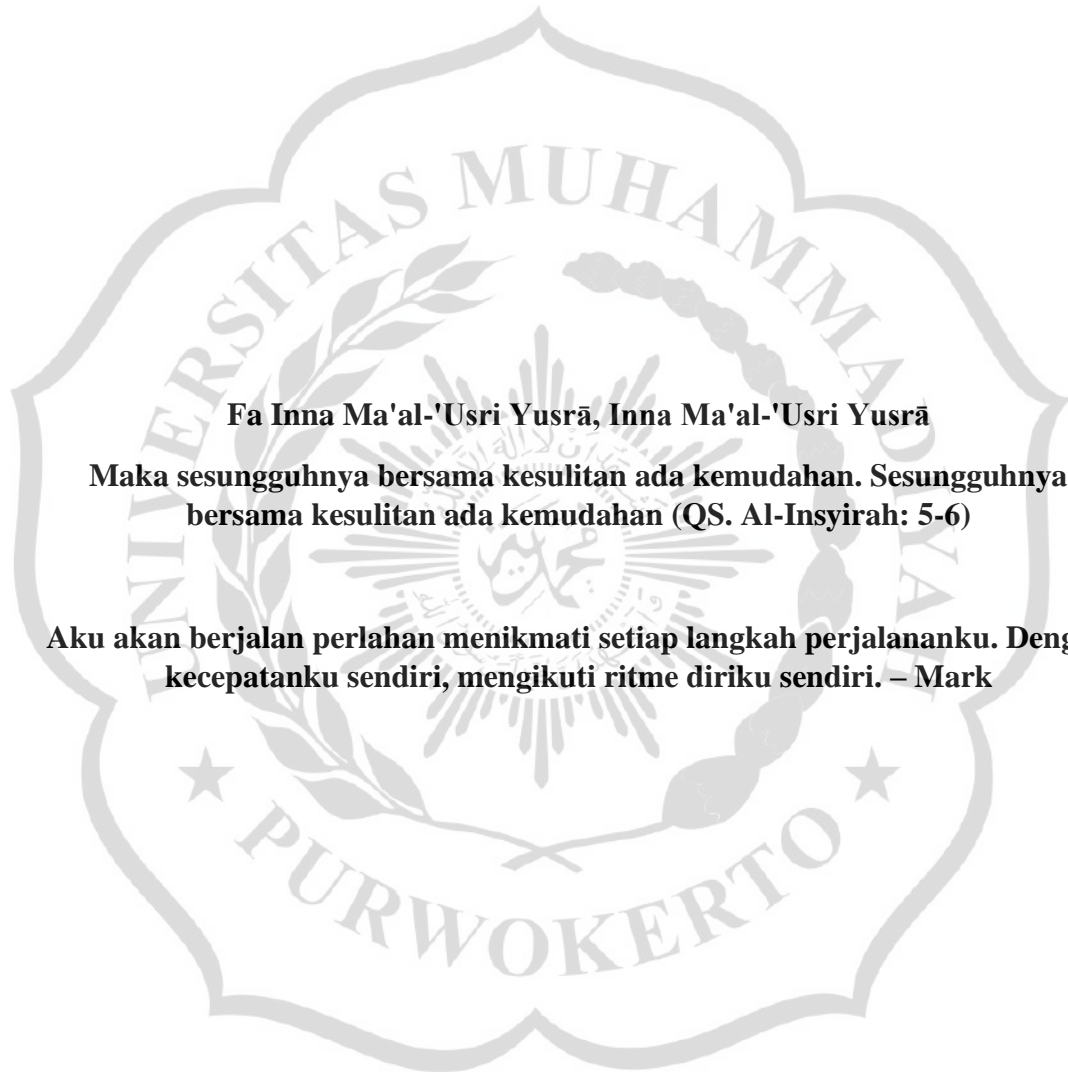 UNIVERSITAS MUHAMMADIYAH
Fa Inna Ma'al-'Usri Yusrā, Inna Ma'al-'Usri Yusrā
Maka sesungguhnya bersama kesulitan ada kemudahan. Sesungguhnya
bersama kesulitan ada kemudahan (QS. Al-Insyirah: 5-6)
Aku akan berjalan perlahan menikmati setiap langkah perjalananku. Deng
kecepatanku sendiri, mengikuti ritme diriku sendiri. – Mark
★ PURWOKERTO ★